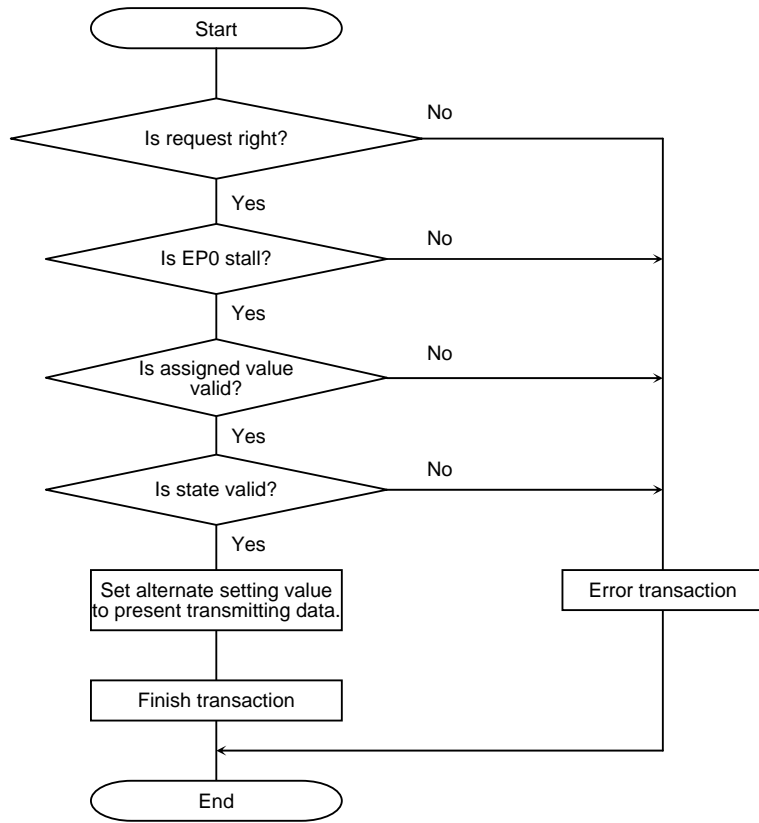 Start
No
Is request right?
Yes
No
Is EP0 stall?
Yes
No
Is assigned value
valid?
Yes
No
Is state valid?
Yes
Set alternate setting value
to present transmitting data.
Error transaction
Finish transaction
End